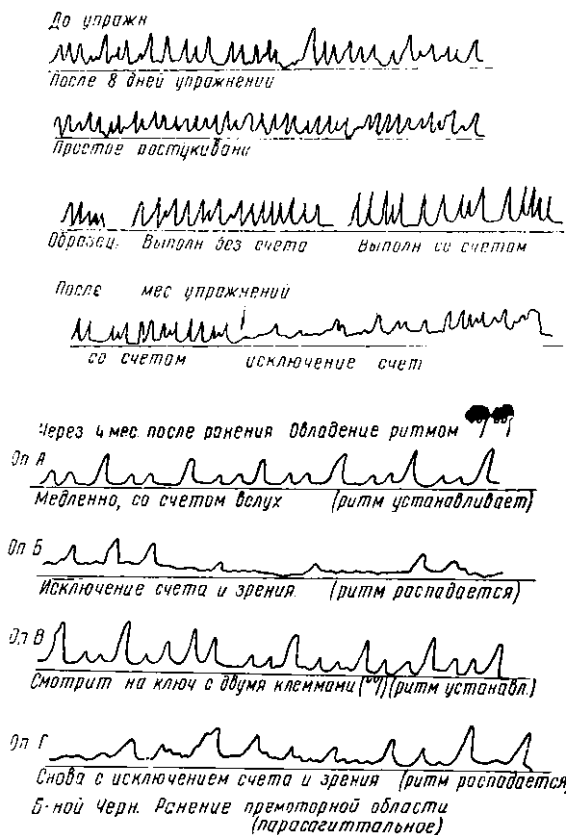 До упражн
После 8 дней упражнений
Простое постукивани
Образец: Выполн без счета Выполн со счетом
После мес упражнений
со счетом исключение счет
Через 4 мес. после ранения Овладение ритмом
Оп А
Медленно, со счетом вслух (ритм устанавливает)
Оп Б
Исключение счета и зрения. (ритм распадается)
Оп В
Смотрит на ключ с двумя клеммами (ритм устанавл.)
Оп Г
Снова с исключением счета и зрения (ритм распадается)
Б-ной Черн. Ранение премоторной области
(парасагиттальное)